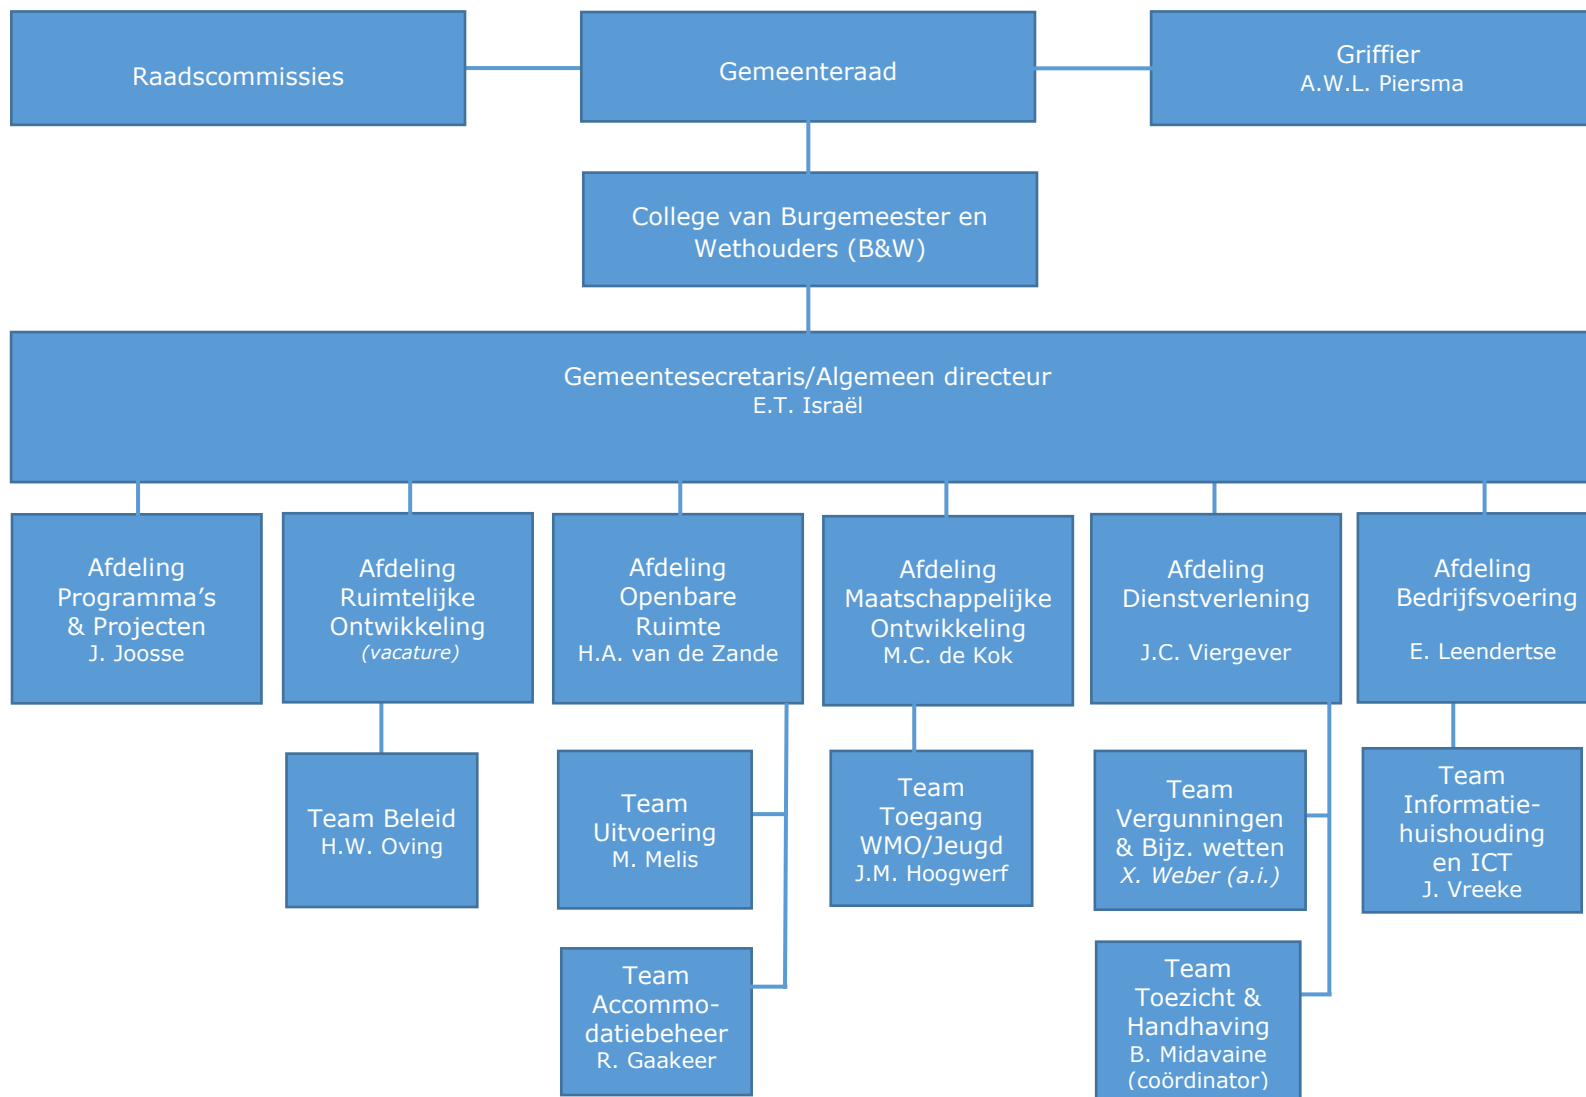 Raadscommissies
Gemeenteraad
Griffier
A.W.L. Piersma
College van Burgemeester en
Wethouders (B&W)
Gemeentesecretaris/Algemeen directeur
E.T. Israël
Afdeling
Programma's
& Projecten
J. Joosse
Afdeling
Ruimtelijke
Ontwikkeling
(vacature)
Afdeling
Openbare
Ruimte
H.A. van de Zande
Afdeling
Maatschappelijke
Ontwikkeling
M.C. de Kok
Afdeling
Dienstverlening
J.C. Viergever
Afdeling
Bedrijfsvoering
E. Leendertse
Team Beleid
H.W. Oving
Team
Uitvoering
M. Melis
Team
Toegang
WMO/Jeugd
J.M. Hoogwerf
Team
Vergunningen
& Bijz. wetten
X. Weber (a.i.)
Team
Informatie-
huishouding
en ICT
J. Vreeke
Team
Accommo-
datiebeheer
R. Gaakeer
Team
Toezicht &
Handhaving
B. Midavaine
(coördinator)